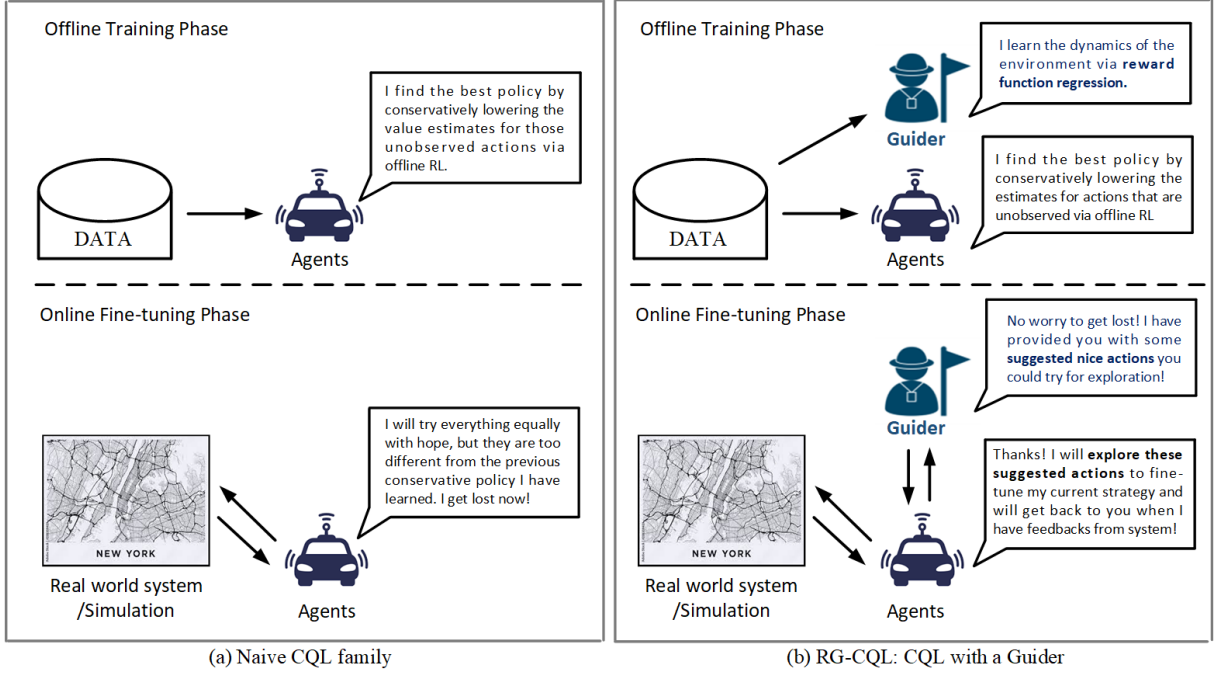 Offline Training Phase
I find the best policy by
conservatively lowering the
value estimates for those
unobserved actions via
offline RL.
DATA
Agents
Online Fine-tuning Phase
I will try everything equally
with hope, but they are too
different from the previous
conservative policy I have
learned. I get lost now!
NEW YORK
Real world system
/Simulation
Agents
(a) Naive CQL family
Offline Training Phase
I learn the dynamics of the
environment via reward
function regression.
Guider
I find the best policy by
conservatively lowering the
estimates for actions that are
unobserved via offline RL
DATA
Agents
Online Fine-tuning Phase
No worry to get lost! I have
provided you with some
suggested nice actions you
could try for exploration!
Guider
Thanks! I will explore these
suggested actions to fine-
tune my current strategy and
will get back to you when I
have feedbacks from system!
NEW YORK
Real world system
/Simulation
Agents
(b) RG-CQL: CQL with a Guider